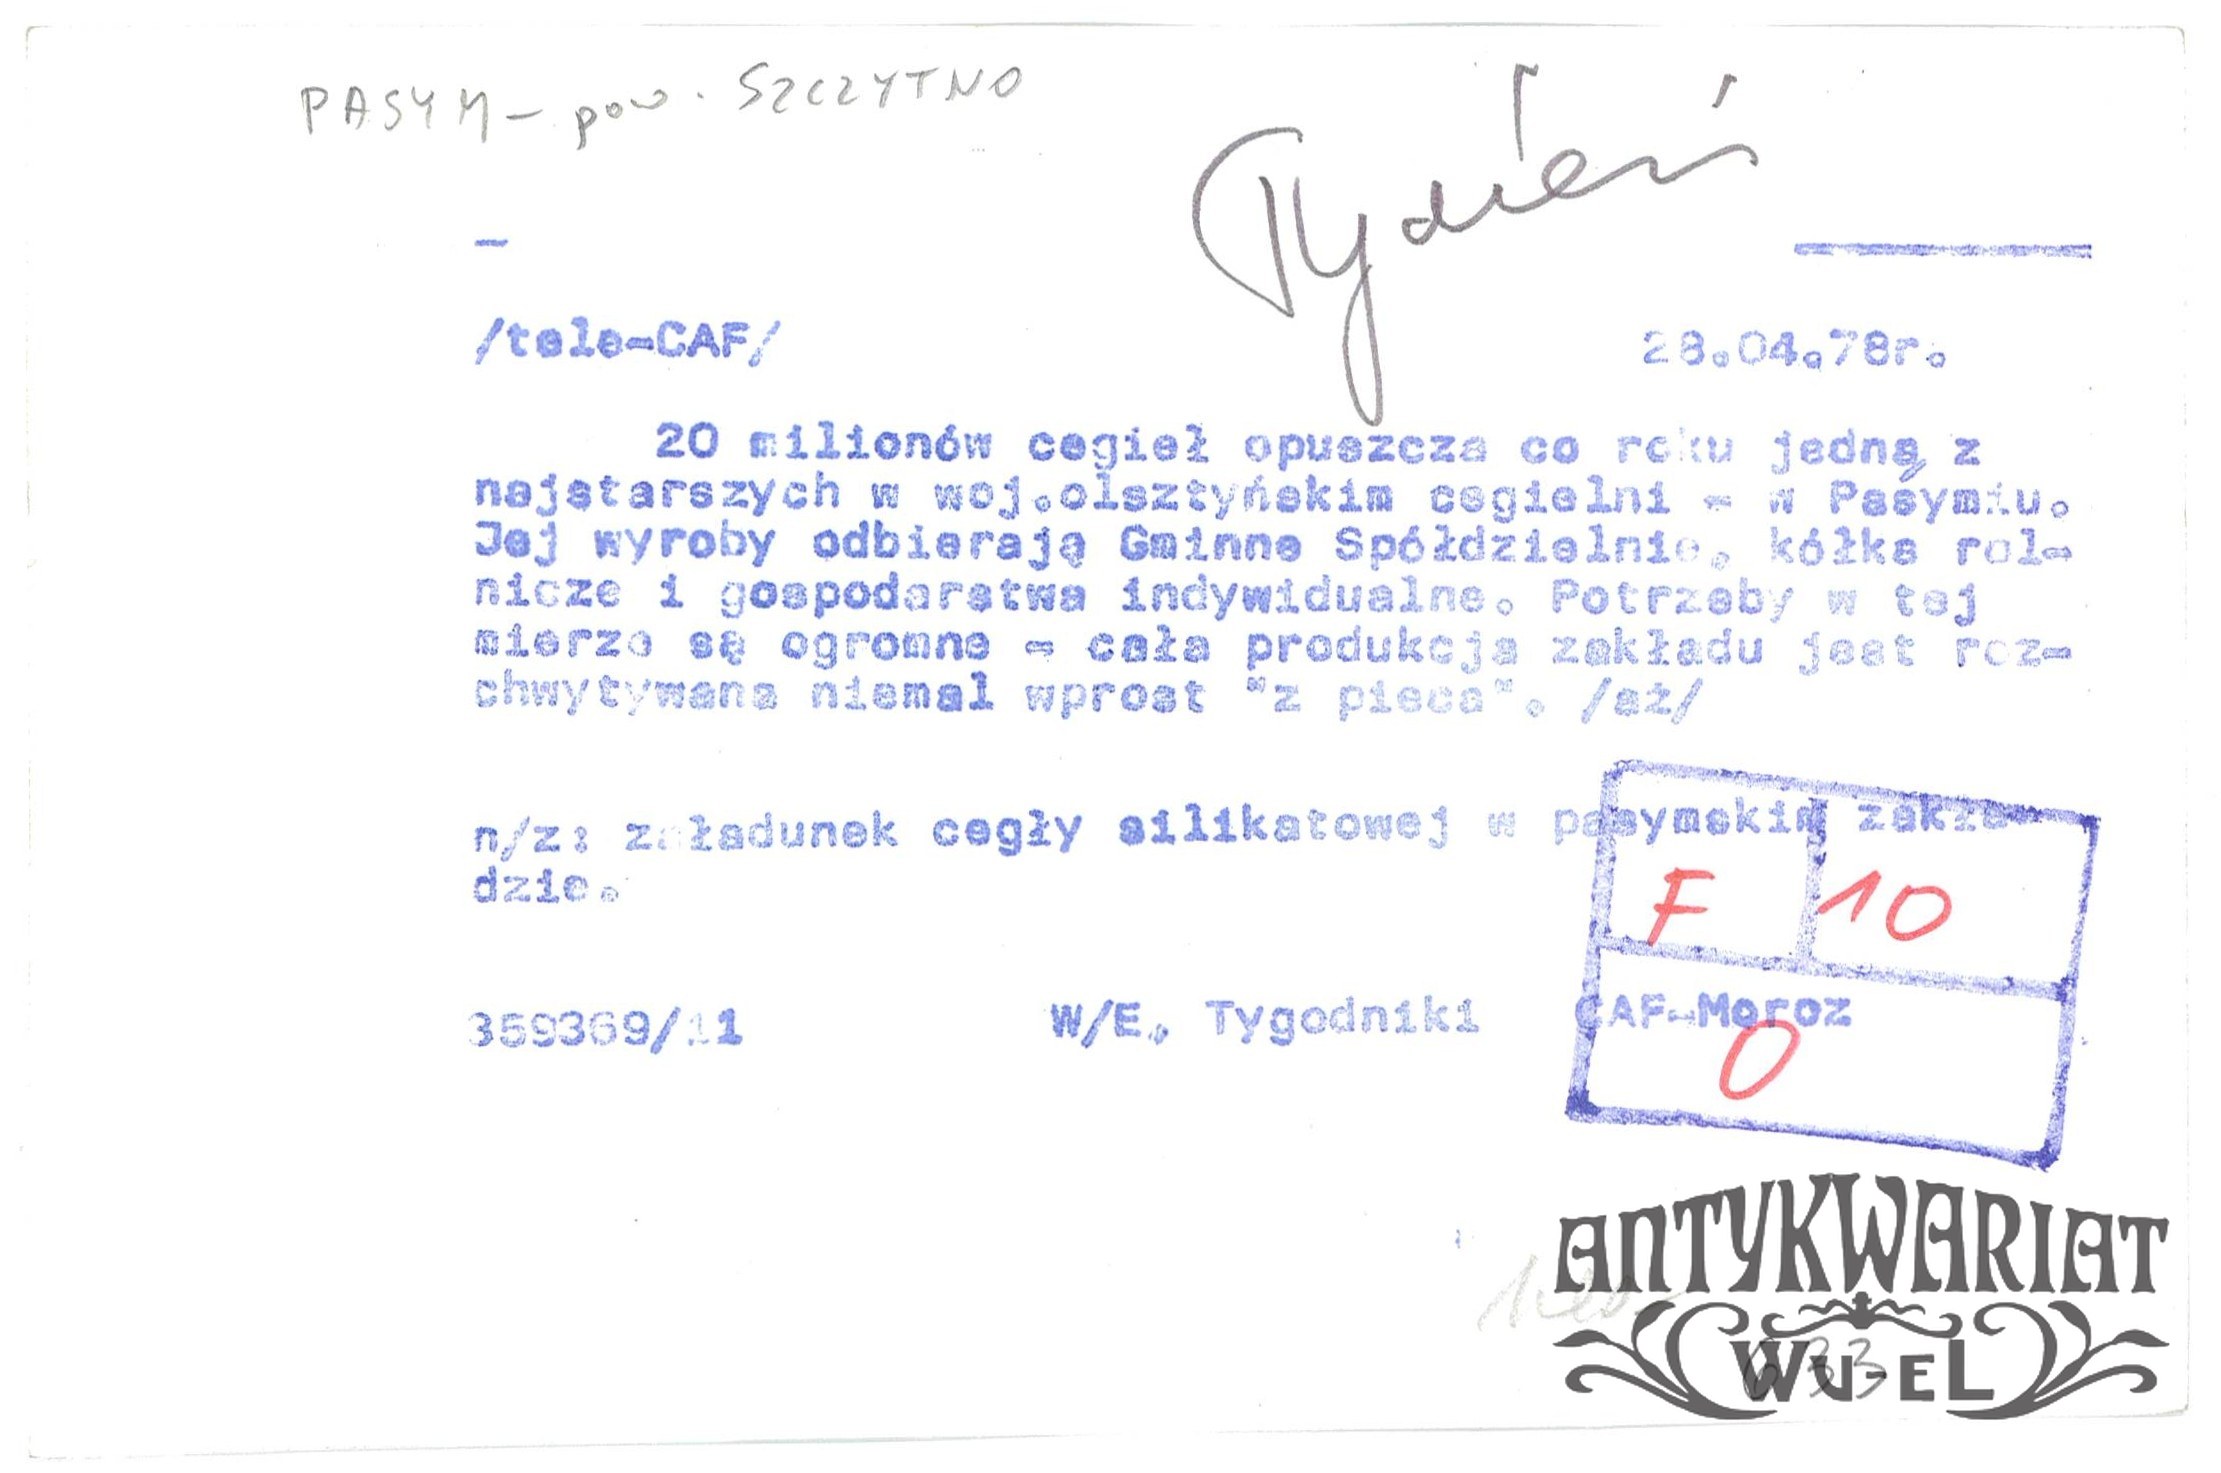 PASYM - pow. SZCZYTNO
Tydzień
/tele-CAF/ 28.04.78r.
20 milionów cegieł opuszcza co roku jedną z
najstarszych w woj.olsztyńskim cegielni - w Pasymiu.
Jej wyroby odbierają Gminne Spółdzielnie, kółka rol-
nicze i gospodarstwa indywidualne. Potrzeby w tej
mierze są ogromne - cała produkcja zakładu jest roz-
chwytywana niemal wprost "z pieca". /aż/
n/z: załadunek cegły silikatowej w pasymskim zakła-
dzie.
F 10
359369/11 W/E, Tygodniki CAF-Moroz
0
ANTYKWARIAT
WU-EL